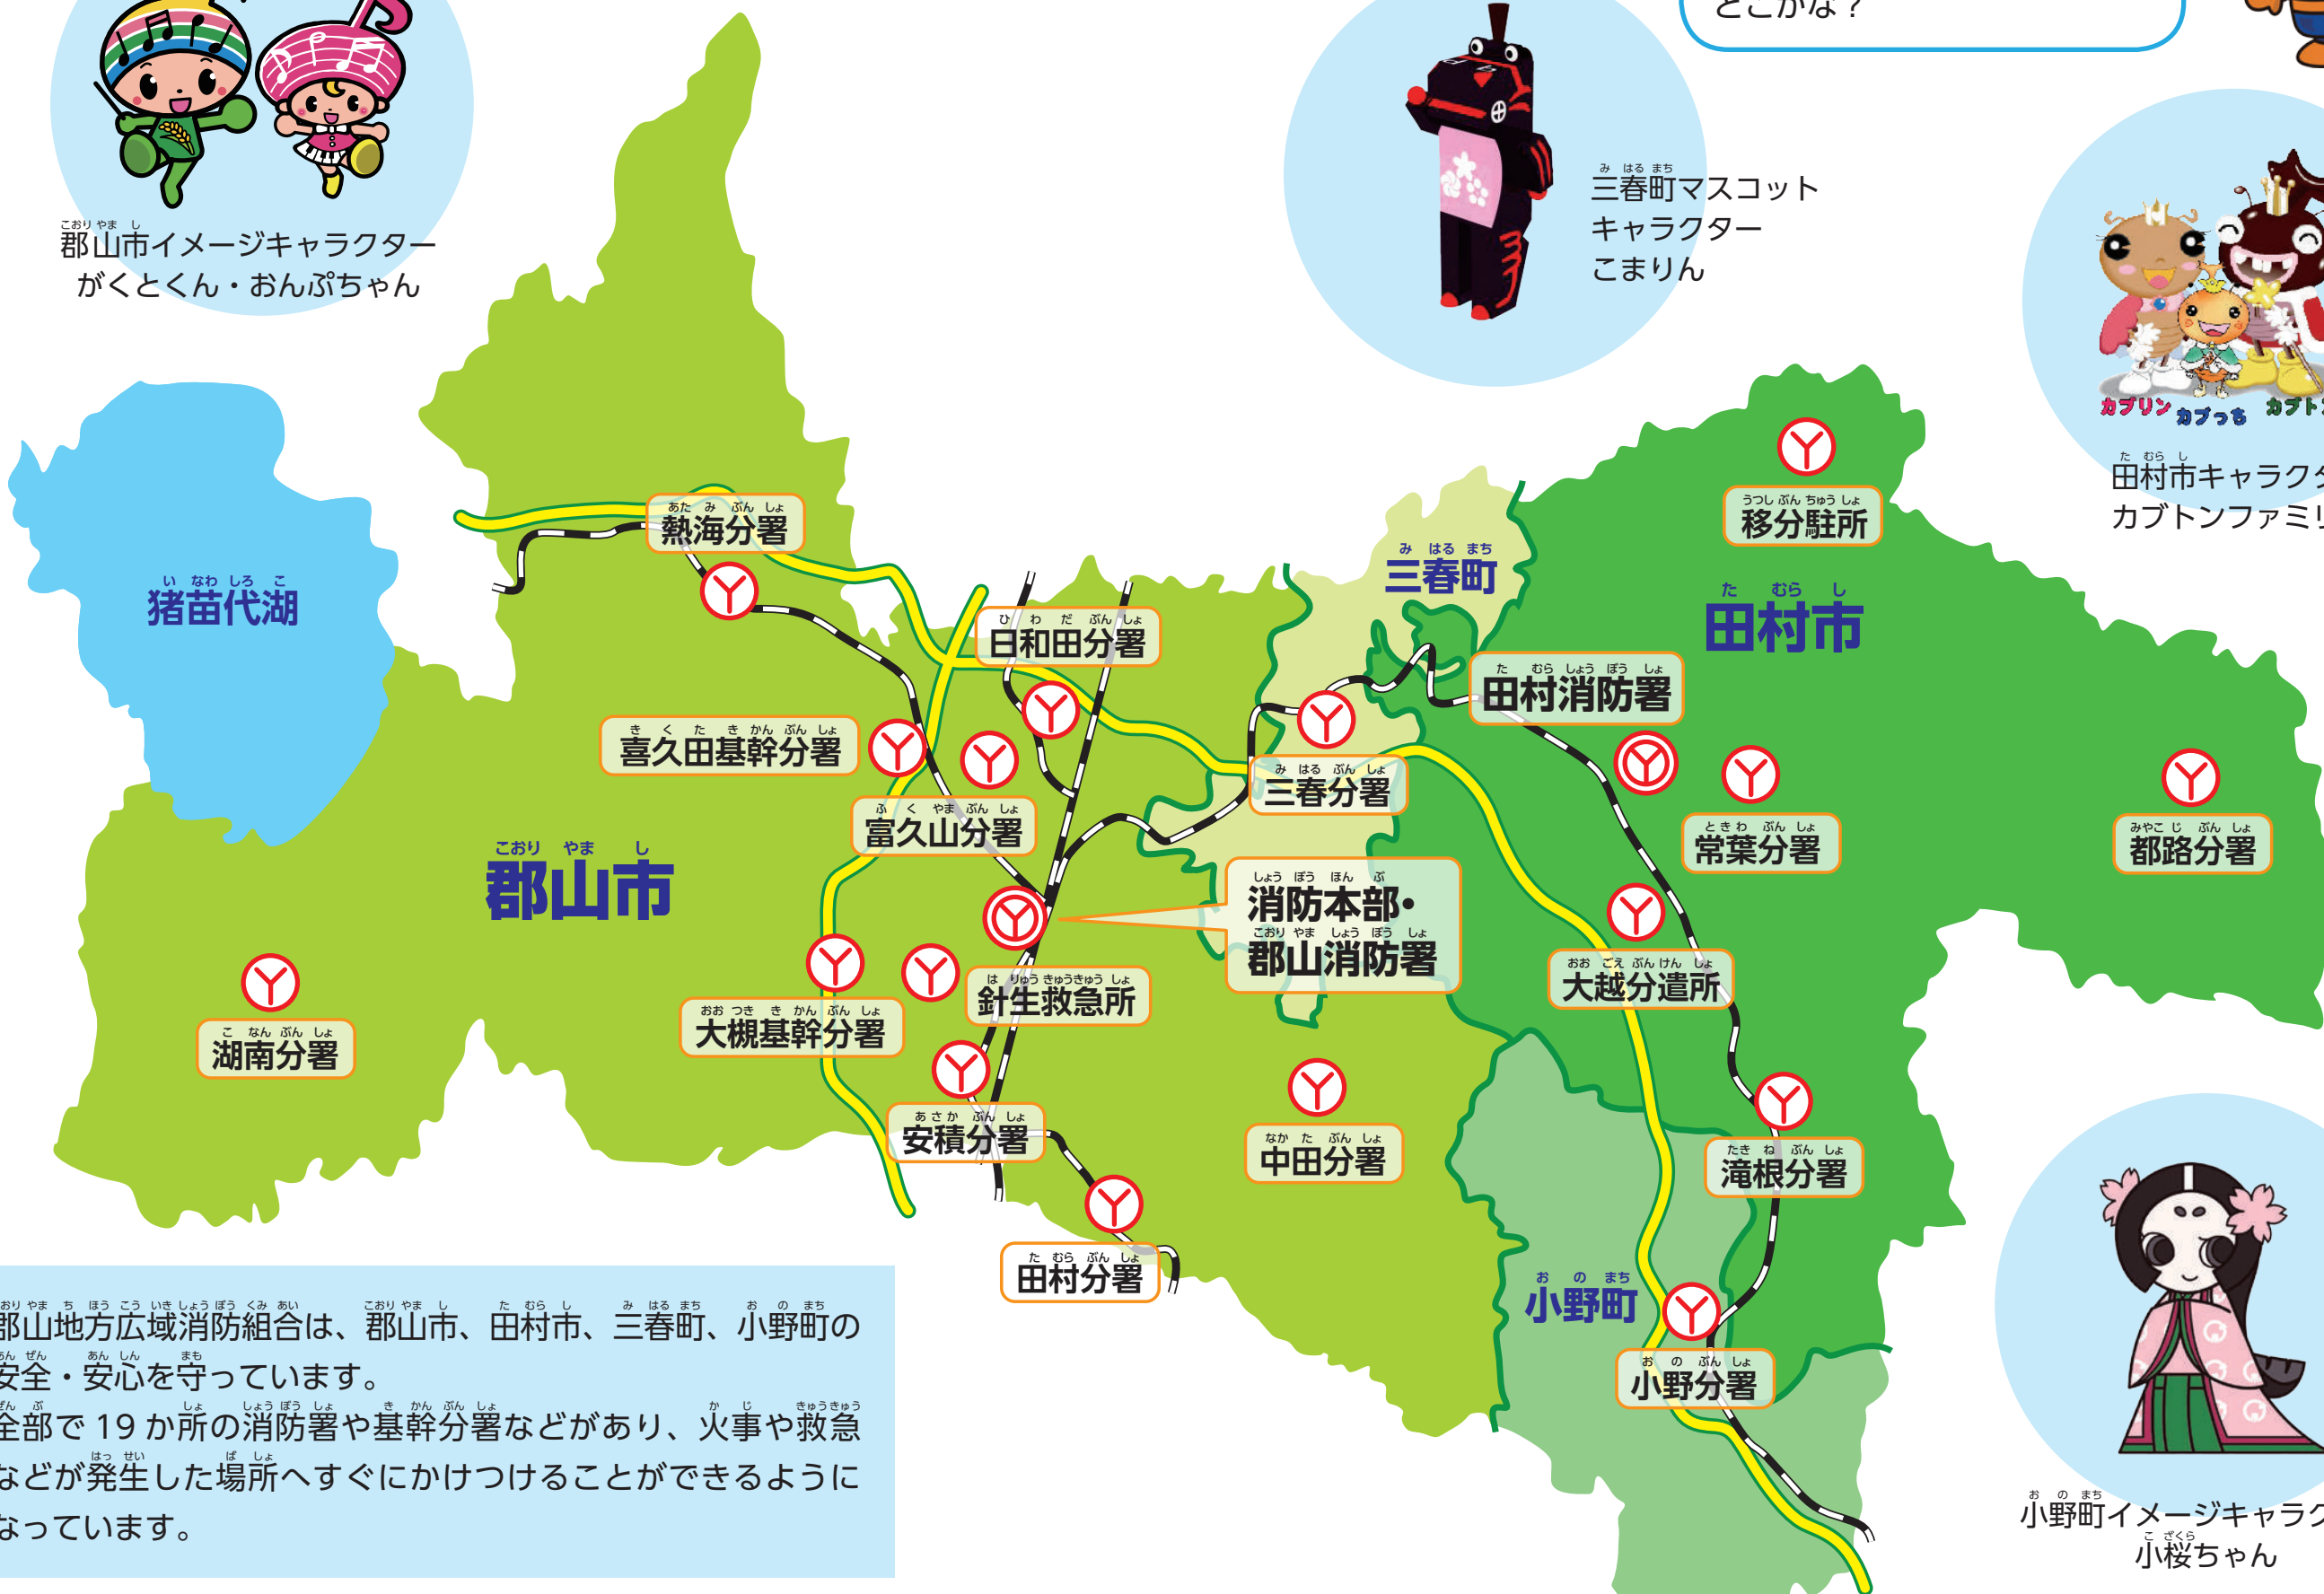 どこかな？
郡山市イメージキャラクター
がくとくん・おんぷちゃん
三春町マスコット
キャラクター
こまりん
カブリン
カブっち
田村市キャラク
カブトンファミリ
猪苗代湖
熱海分署
移分駐所
三春町
田村市
日和田分署
田村消防署
喜久田基幹分署
三春分署
富久山分署
常葉分署
都路分署
郡山市
消防本部・
郡山消防署
大越分遣所
針生救急所
大槻基幹分署
湖南分署
安積分署
中田分署
滝根分署
田村分署
小野町
小野分署
郡山地方広域消防組合は、郡山市、田村市、三春町、小野町の
安全・安心を守っています。
全部で 19 か所の消防署や基幹分署などがあり、火事や救急
などが発生した場所へすぐにかけつけることができるように
なっています。
小野町イメージキャラク
小桜ちゃん